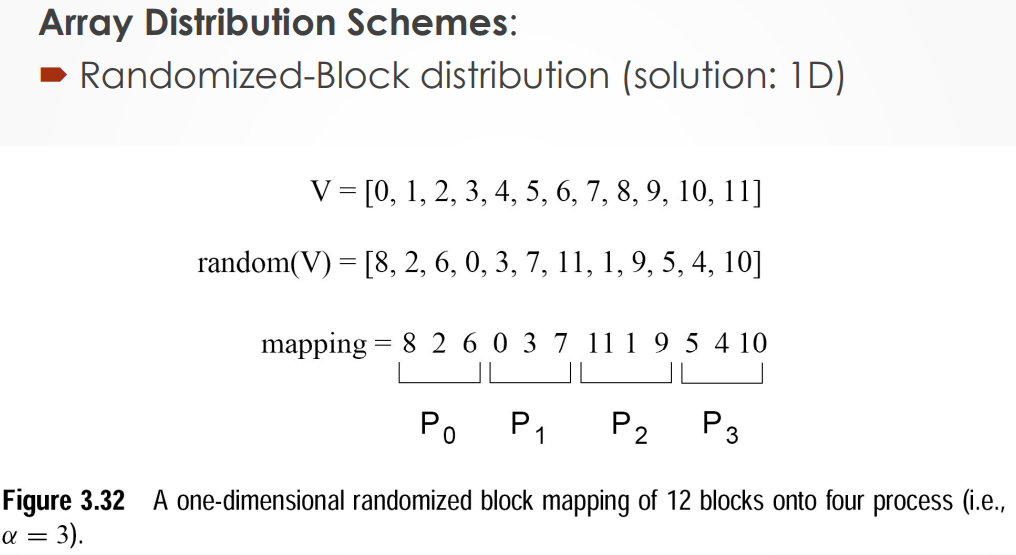 Array Distribution Schemes:
Randomized-Block distribution (solution: 1D)
V = [0, 1, 2, 3, 4, 5, 6, 7, 8, 9, 10, 11]
random(V) = [8, 2, 6, 0, 3, 7, 11, 1, 9, 5, 4, 10]
mapping = 8 2 6 0 3 7 11 1 9 5 4 10
P0 P1 P2 P3
Figure 3.32 A one-dimensional randomized block mapping of 12 blocks onto four process (i.e.,
α = 3).